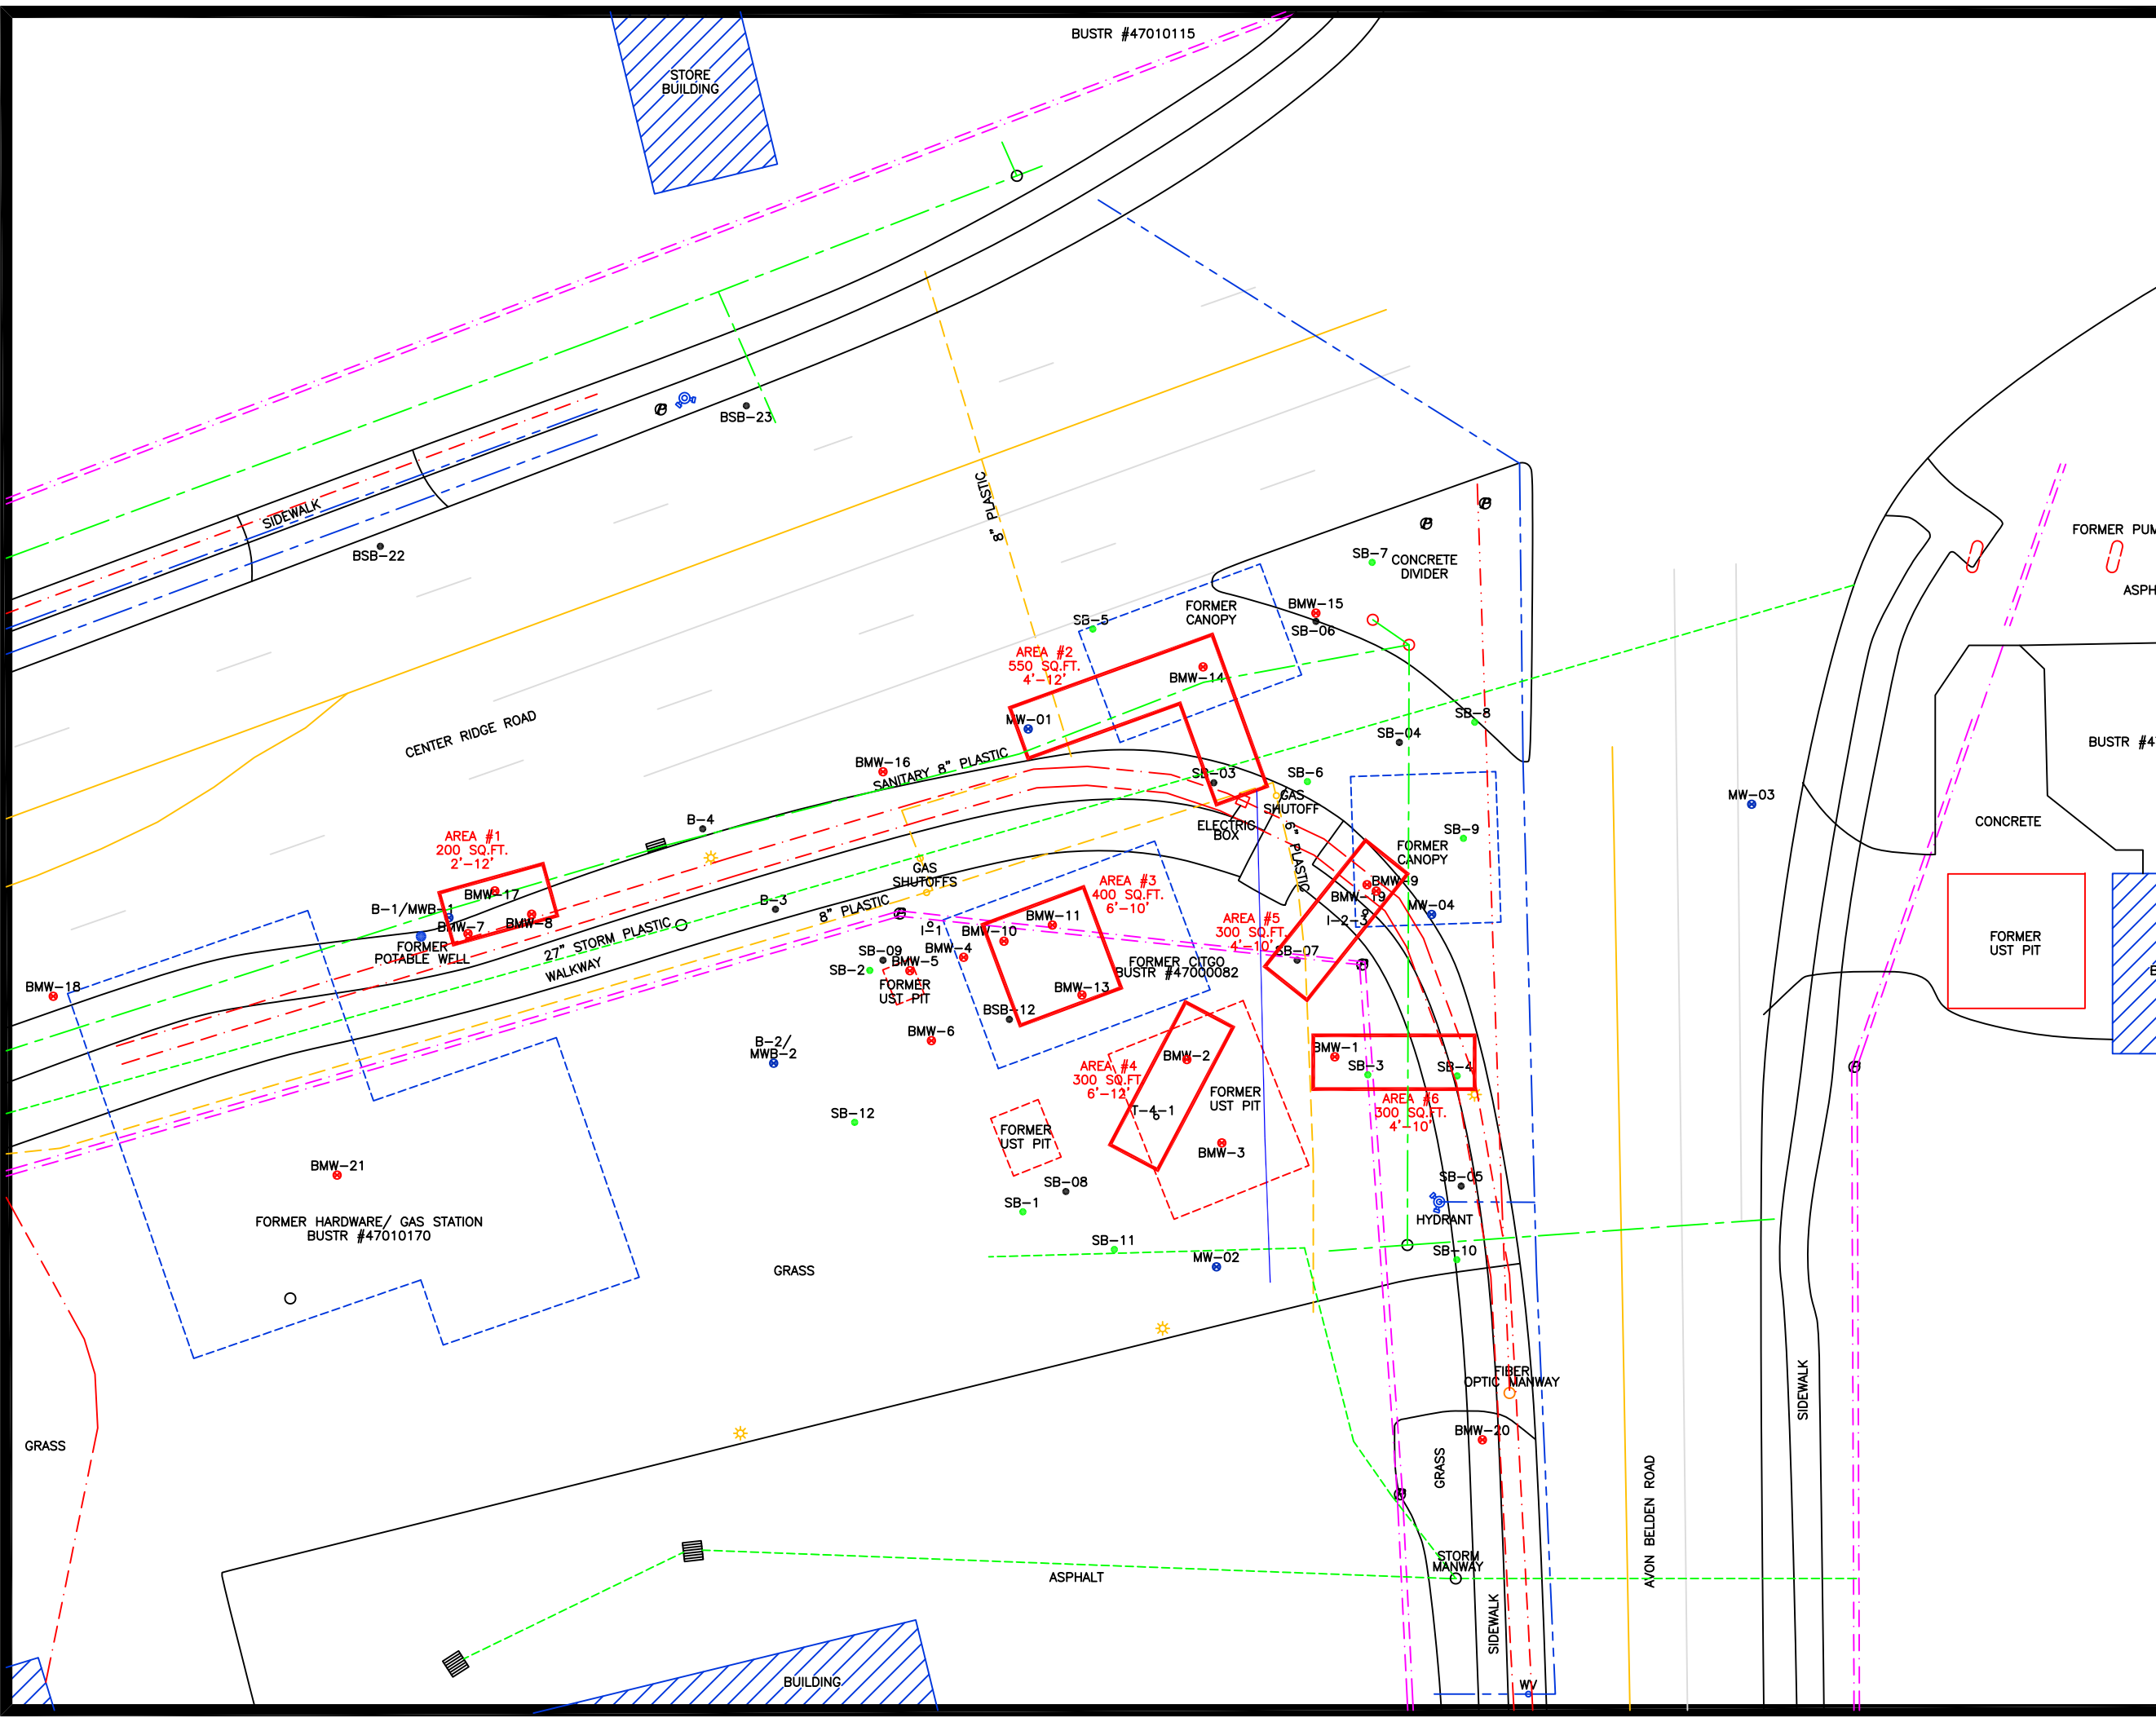 BUSTR #47010115
STORE
BUILDING
BSB-23
SIDEWALK
BSB-22
8" PLASTIC
FORMER PUM
SB-7
CONCRETE
DIVIDER
ASPH
FORMER
CANOPY
BMW-15
SB-06
SB-5
AREA #2
550 SQ.FT.
4'-12'
BMW-14
MW-01
SB-8
CENTER RIDGE ROAD
SB-04
BUSTR #4
BMW-16
SANITARY 8" PLASTIC
SB-03
SB-6
GAS
SHUTOFF
MW-03
ELECTRIC
BOX
6" PLASTIC
CONCRETE
B-4
SB-9
AREA #1
200 SQ.FT.
2'-12'
FORMER
CANOPY
GAS
SHUTOFFS
AREA #3
400 SQ.FT.
6'-10'
BMW-9
BMW-17
BMW-19
B-3
8" PLASTIC
MW-04
B-1/MWB-1
BMW-8
BMW-7
BMW-11
AREA #5
300 SQ.FT.
4'-10'
I-2-3
I-1
BMW-10
FORMER
POTABLE WELL
27" STORM PLASTIC
WALKWAY
SB-09
BMW-4
SB-07
FORMER
UST PIT
SB-2
BMW-5
FORMER CITGO
BUSTR #47000082
B
BMW-18
FORMER
UST PIT
BMW-13
BSB-12
BMW-6
B-2/
MWB-2
BMW-1
BMW-2
SB-3
SB-4
AREA #4
300 SQ.FT
6'-12'
FORMER
UST PIT
AREA #6
300 SQ.FT.
4'-10'
SB-12
T-4-1
FORMER
UST PIT
BMW-3
BMW-21
SB-08
SB-05
SB-1
FORMER HARDWARE/ GAS STATION
BUSTR #47010170
HYDRANT
SB-11
SB-10
MW-02
GRASS
FIBER
OPTIC MANWAY
SIDEWALK
BMW-20
GRASS
GRASS
AVON BELDEN ROAD
STORM
MANWAY
ASPHALT
SIDEWALK
BUILDING
WV